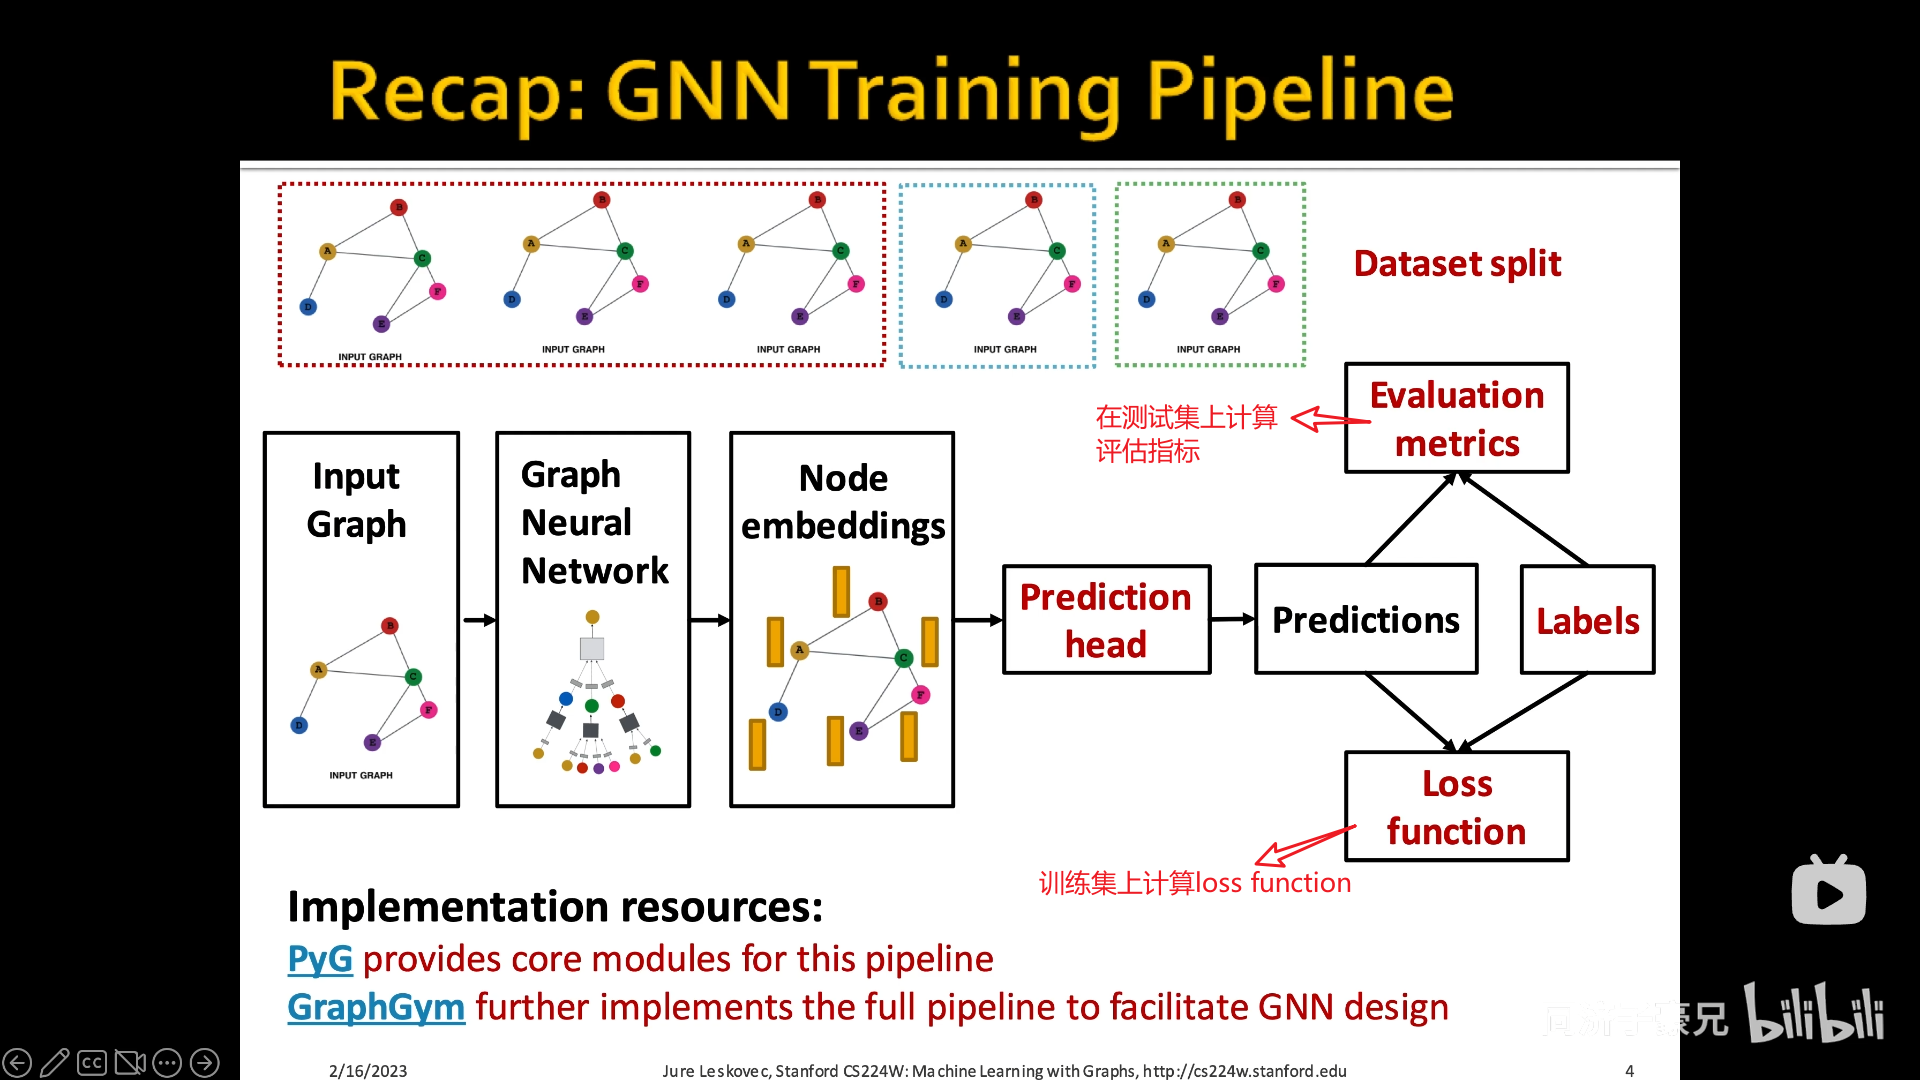 Recap: GNN Training Pipeline
B
A
C
F
D
E
INPUT GRAPH
B
A
C
F
D
E
INPUT GRAPH
B
A
C
F
D
E
INPUT GRAPH
B
A
C
F
D
E
INPUT GRAPH
B
A
C
F
D
E
INPUT GRAPH
Dataset split
Evaluation
metrics
在测试集上计算
评估指标
Input
Graph
B
A
C
F
D
E
INPUT GRAPH
Graph
Neural
Network
Node
embeddings
B
A
C
F
D
E
Prediction
head
Predictions
Labels
Loss
function
训练集上计算loss function
Implementation resources:
PyG provides core modules for this pipeline
GraphGym further implements the full pipeline to facilitate GNN design
豪兄
bilibili
CC
2/16/2023
Jure Leskovec, Stanford CS224W: Machine Learning with Graphs, http://cs224w.stanford.edu
4